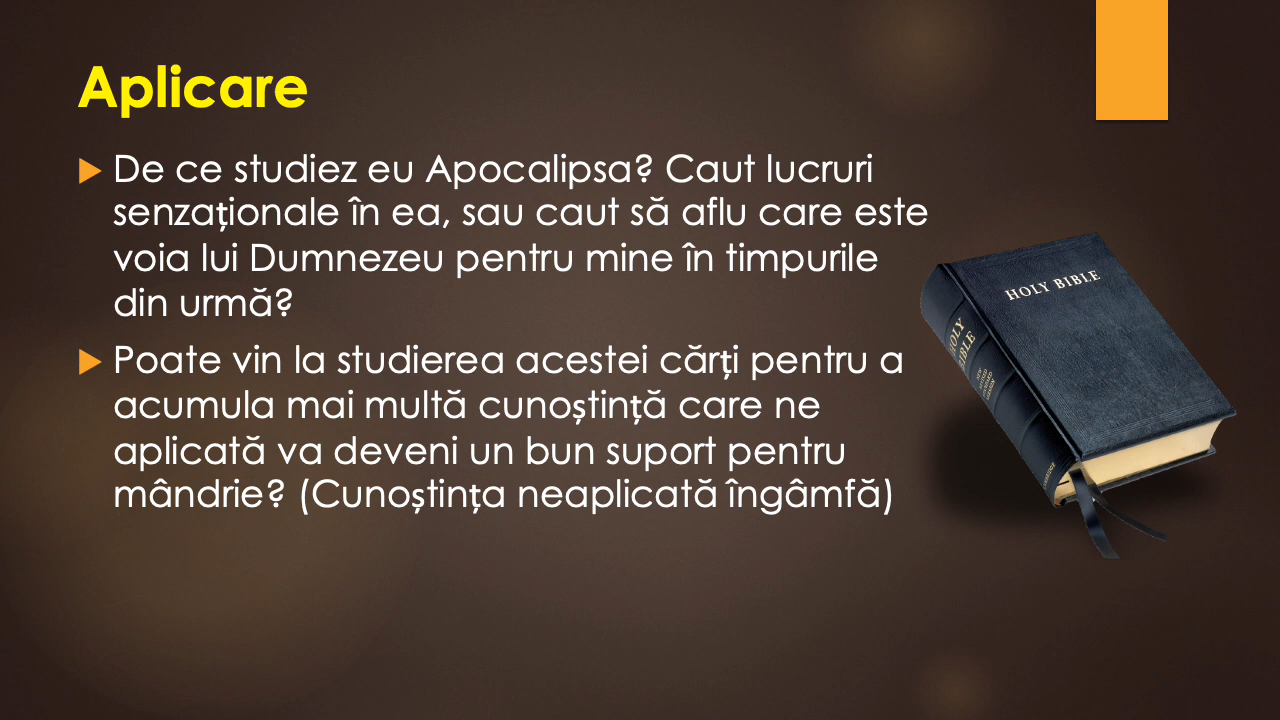 Aplicare
De ce studiez eu Apocalipsa? Caut lucruri
senzaționale în ea, sau caut să aflu care este
voia lui Dumnezeu pentru mine în timpurile
din urmă?
Poate vin la studierea acestei cărți pentru a
acumula mai multă cunoștință care ne
aplicată va deveni un bun suport pentru
mândrie? (Cunoștința neaplicată îngâmfă)
HOLY BIBLE
HOLY
BIBLE